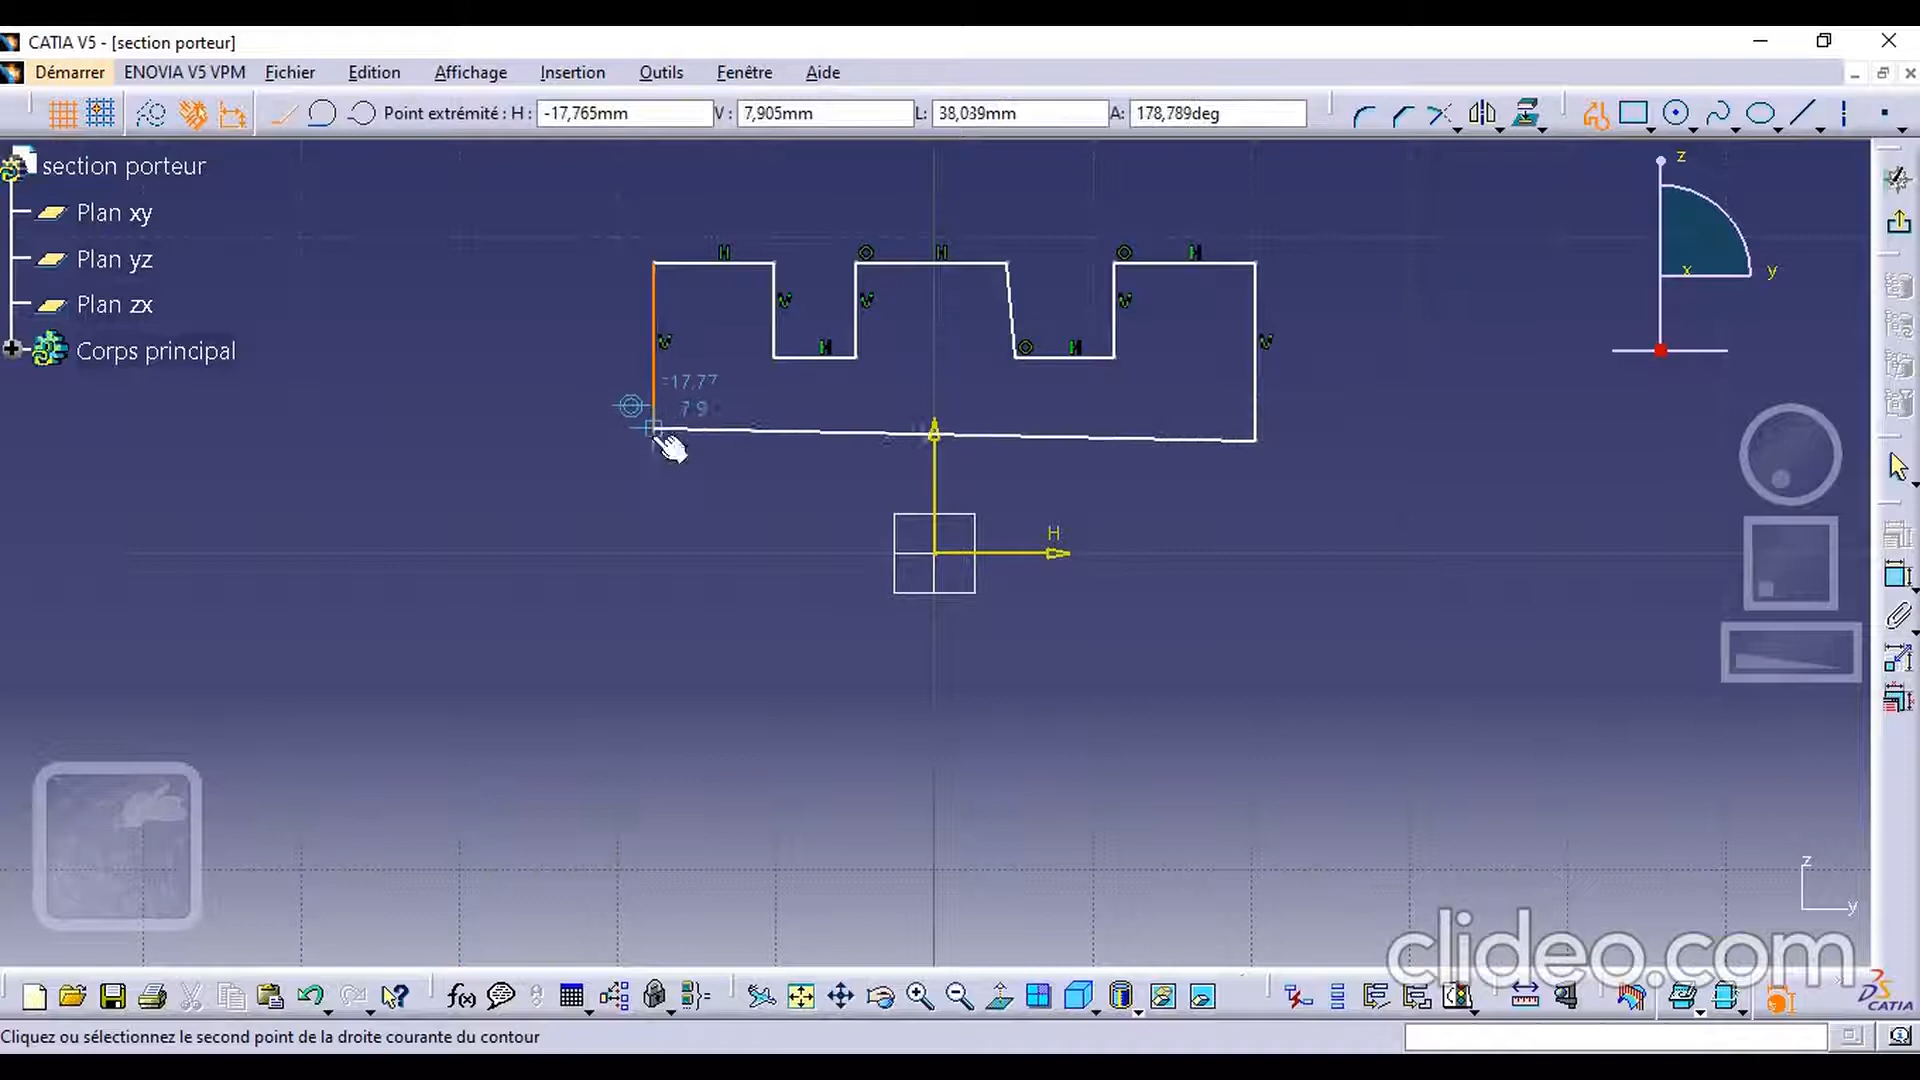 CATIA V5 - [section porteur]
Démarrer ENOVIA V5 VPM Fichier Edition Affichage Insertion Outils Fenêtre Aide
Point extrémité : H : -17,765mm V : 7,905mm L: 38,039mm A: 178,789deg
section porteur
Plan xy
Plan yz
Plan zx
Corps principal
z
x
y
H H H
V V V
V H H V
=17,77
7 9
H
z
y
clideo.com
f(x)
CATIA
Cliquez ou sélectionnez le second point de la droite courante du contour